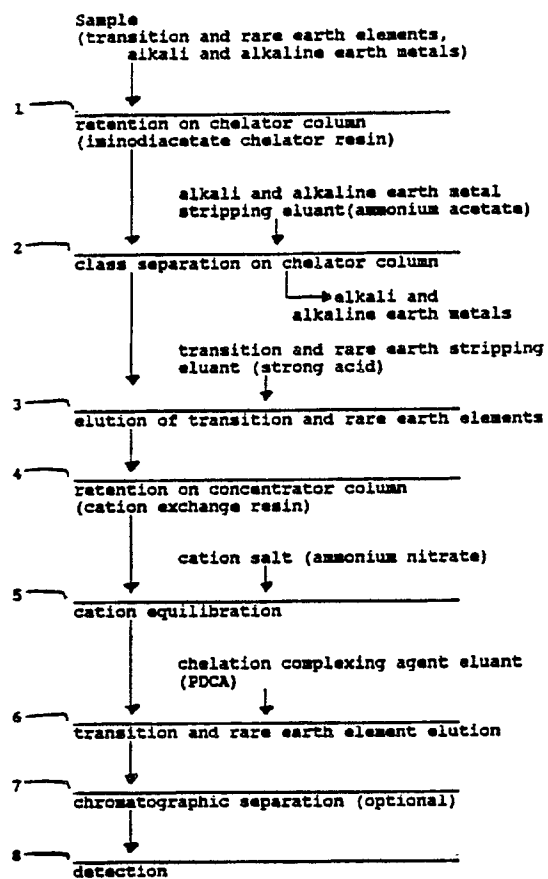 Sample
(transition and rare earth elements,
alkali and alkaline earth metals)
1
retention on chelator column
(iminodiacetate chelator resin)
alkali and alkaline earth metal
stripping eluant(ammonium acetate)
2
class separation on chelator column
alkali and
alkaline earth metals
transition and rare earth stripping
eluant (strong acid)
3
elution of transition and rare earth elements
4
retention on concentrator column
(cation exchange resin)
cation salt (ammonium nitrate)
5
cation equilibration
chelation complexing agent eluant
(PDCA)
6
transition and rare earth element elution
7
chromatographic separation (optional)
8
detection